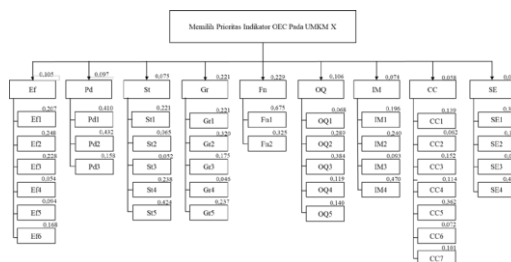 Memilih Prioritas Indikator OEC Pada UMKM X
0,105 0,097 0,075 0,221 0,229 0,106 0,078
Ef Pd St Gr Fn OQ IM CC SE
0,207 0,410 0,221 0,221 0,675 0,068 0,196 0,139
Ef1 Pd1 St1 Gr1 Fn1 OQ1 IM1 CC1 SE1
0,248 0,432 0,065 0,320 0,325 0,289 0,240 0,062
Ef2 Pd2 St2 Gr2 Fn2 OQ2 IM2 CC2 SE2
0,228 0,158 0,052 0,175 0,384 0,093 0,152
Ef3 Pd3 St3 Gr3 OQ3 IM3 CC3 SE3
0,054 0,238 0,046 0,119 0,470 0,114
Ef4 St4 Gr4 OQ4 IM4 CC4 SE4
0,094 0,424 0,237 0,140 0,362
Ef5 St5 Gr5 OQ5 CC5
0,168 0,072
Ef6 CC6
0,101
CC7